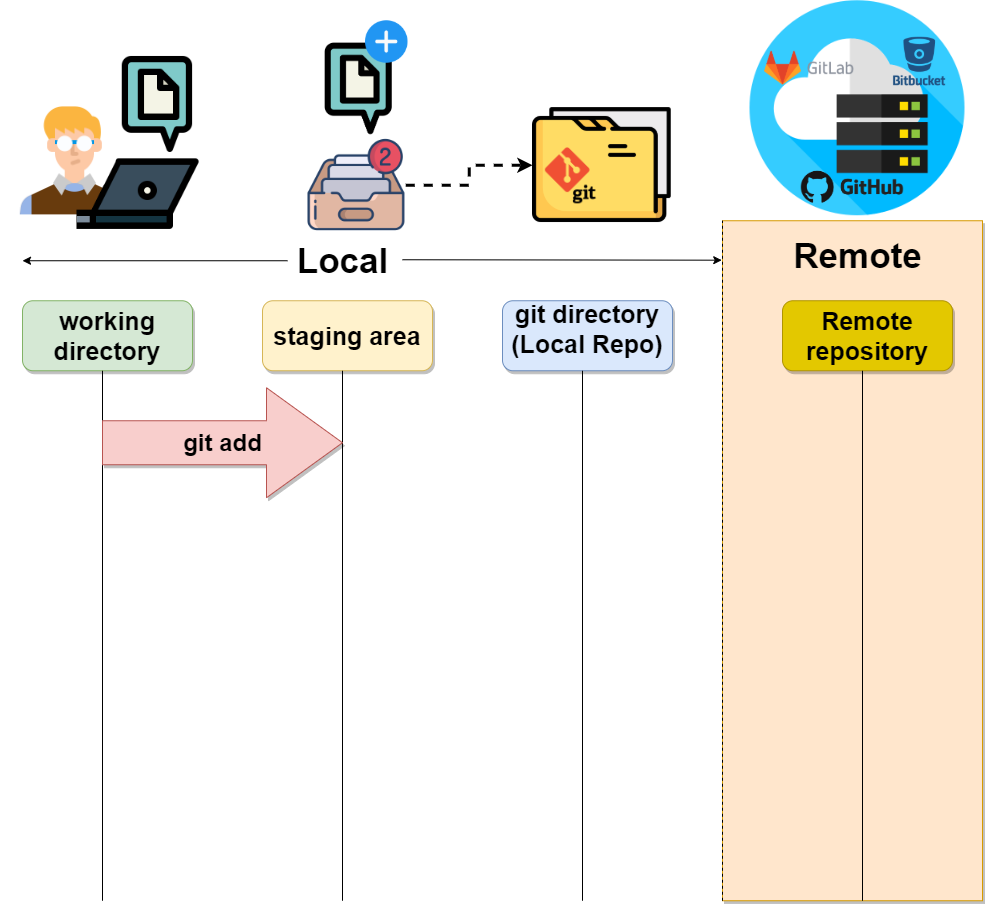 2
git
GitLab
Bitbucket
GitHub
Local
Remote
working
directory
staging area
git directory
(Local Repo)
Remote
repository
git add